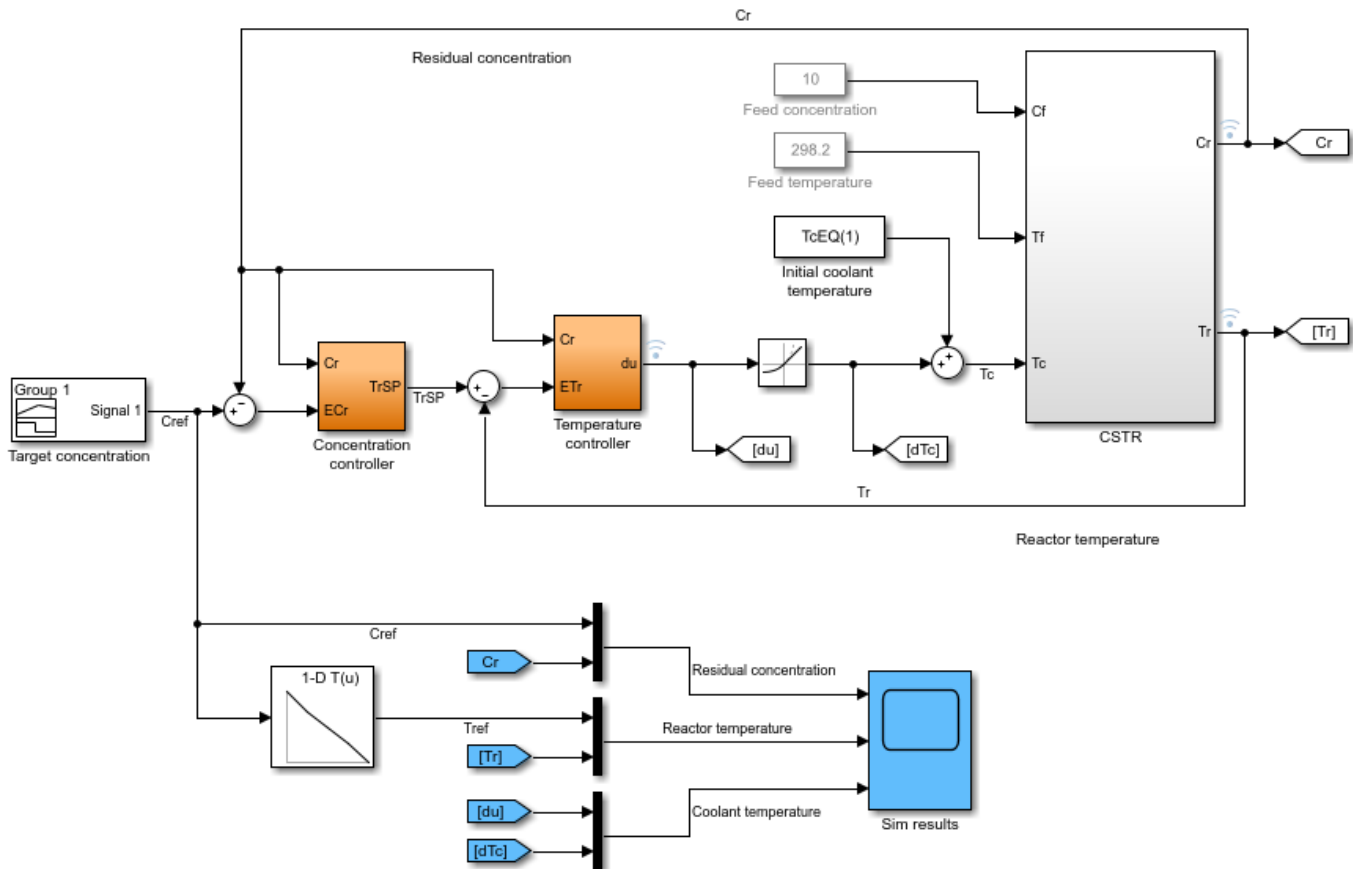 Cr
Residual concentration
10
Feed concentration
298.2
Feed temperature
TcEQ(1)
Initial coolant
temperature
Cf
Tf
Tc
Cr
Tr
CSTR
Cr
[Tr]
Group 1
Signal 1
Target concentration
Cref
Cr
ECr
TrSP
Concentration
controller
TrSP
Cr
ETr
du
Temperature
controller
[du]
[dTc]
Tc
Tr
Reactor temperature
Cref
Cr
Residual concentration
1-D T(u)
Tref
[Tr]
Reactor temperature
[du]
[dTc]
Coolant temperature
Sim results